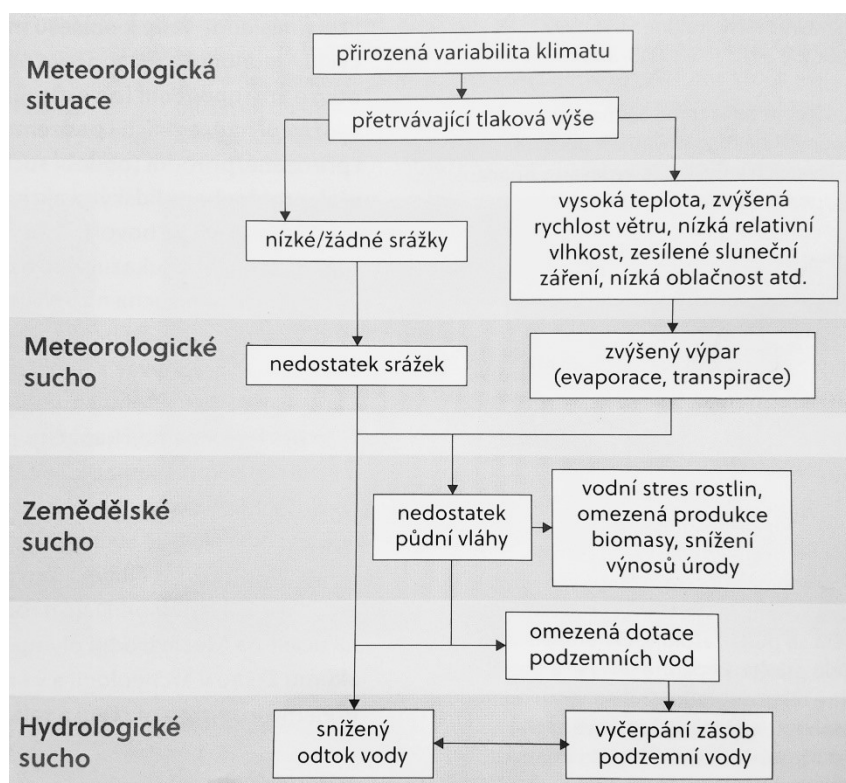 přirozená variabilita klimatu
Meteorologická
situace
přetrvávající tlaková výše
nízké/žádné srážky
vysoká teplota, zvýšená
rychlost větru, nízká relativní
vlhkost, zesílené sluneční
záření, nízká oblačnost atd.
Meteorologické
sucho
nedostatek srážek
zvýšený výpar
(evaporace, transpirace)
Zemědělské
sucho
nedostatek
půdní vláhy
vodní stres rostlin,
omezená produkce
biomasy, snížení
výnosů úrody
omezená dotace
podzemních vod
Hydrologické
sucho
snížený
odtok vody
vyčerpání zásob
podzemní vody